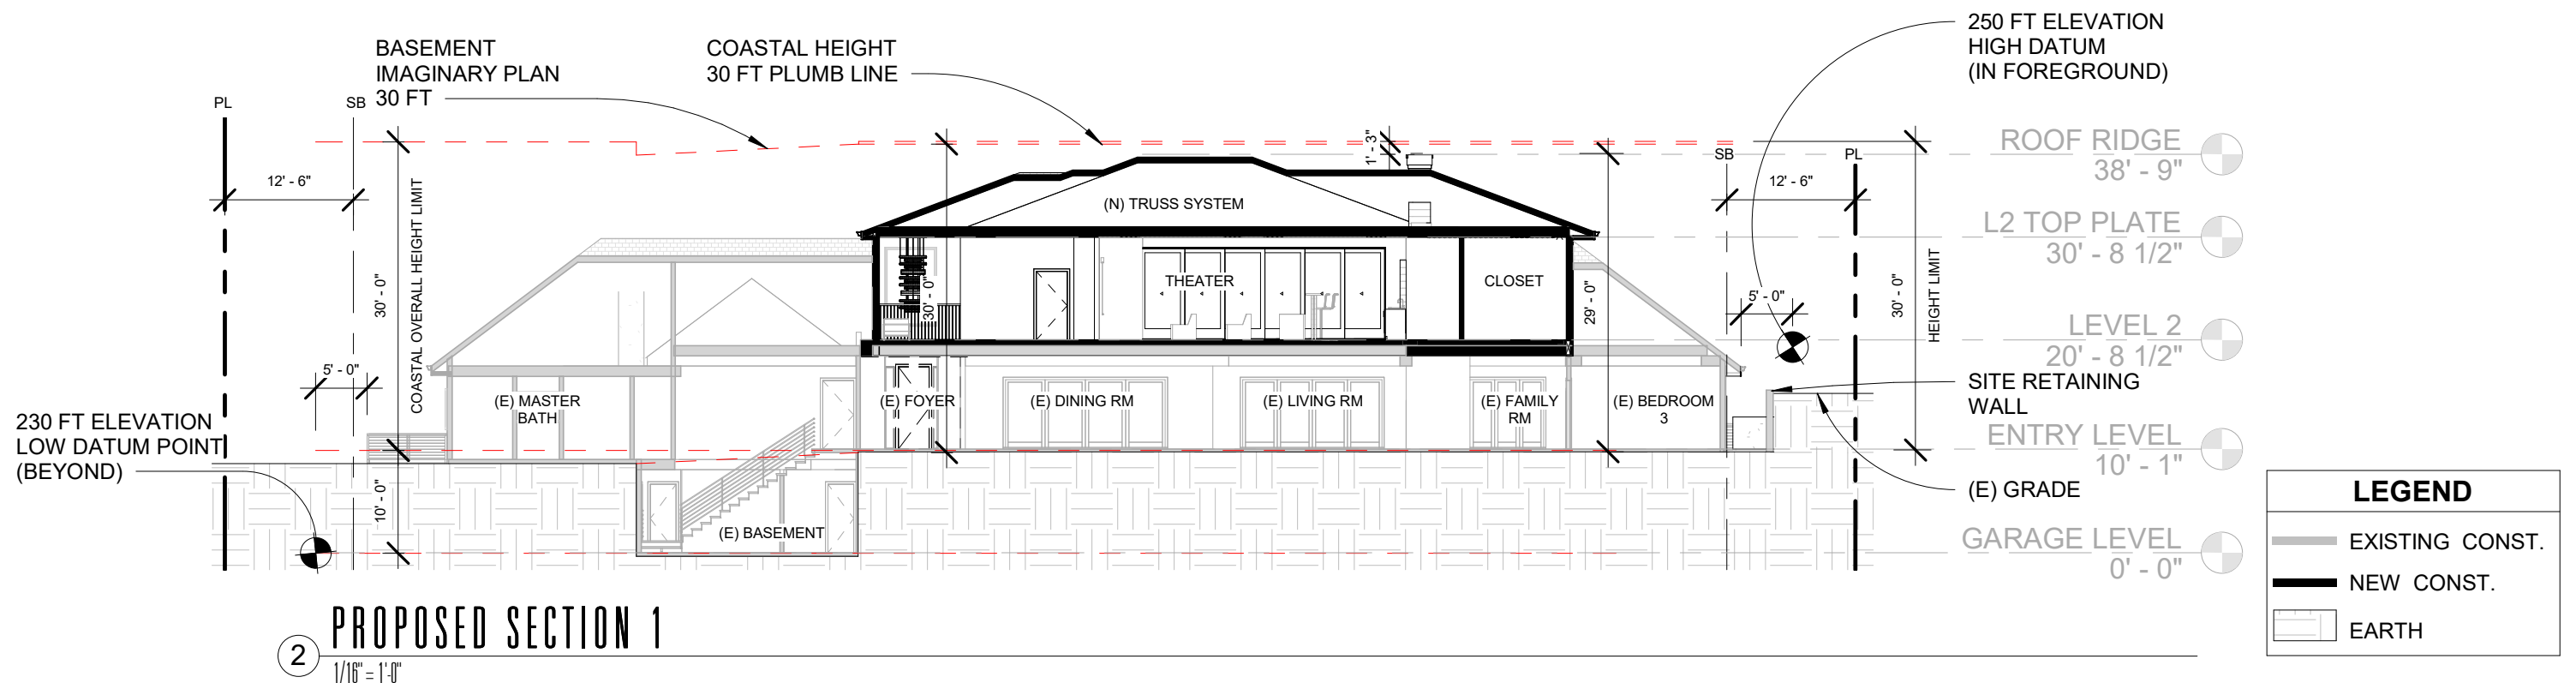 BASEMENT
IMAGINARY PLAN
30 FT
COASTAL HEIGHT
30 FT PLUMB LINE
250 FT ELEVATION
HIGH DATUM
(IN FOREGROUND)
PL
SB
12' - 6"
COASTAL OVERALL HEIGHT LIMIT
30' - 0"
5' - 0"
10' - 0"
230 FT ELEVATION
LOW DATUM POINT
(BEYOND)
1' - 3"
(N) TRUSS SYSTEM
30' - 0"
THEATER
CLOSET
29' - 0"
(E) MASTER
BATH
(E) FOYER
(E) DINING RM
(E) LIVING RM
(E) FAMILY
RM
(E) BEDROOM
3
(E) BASEMENT
SB
PL
12' - 6"
5' - 0"
30' - 0"
HEIGHT LIMIT
ROOF RIDGE
38' - 9"
L2 TOP PLATE
30' - 8 1/2"
LEVEL 2
20' - 8 1/2"
SITE RETAINING
WALL
ENTRY LEVEL
10' - 1"
(E) GRADE
GARAGE LEVEL
0' - 0"
LEGEND
EXISTING CONST.
NEW CONST.
EARTH
2
PROPOSED SECTION 1
1/16" = 1'-0"